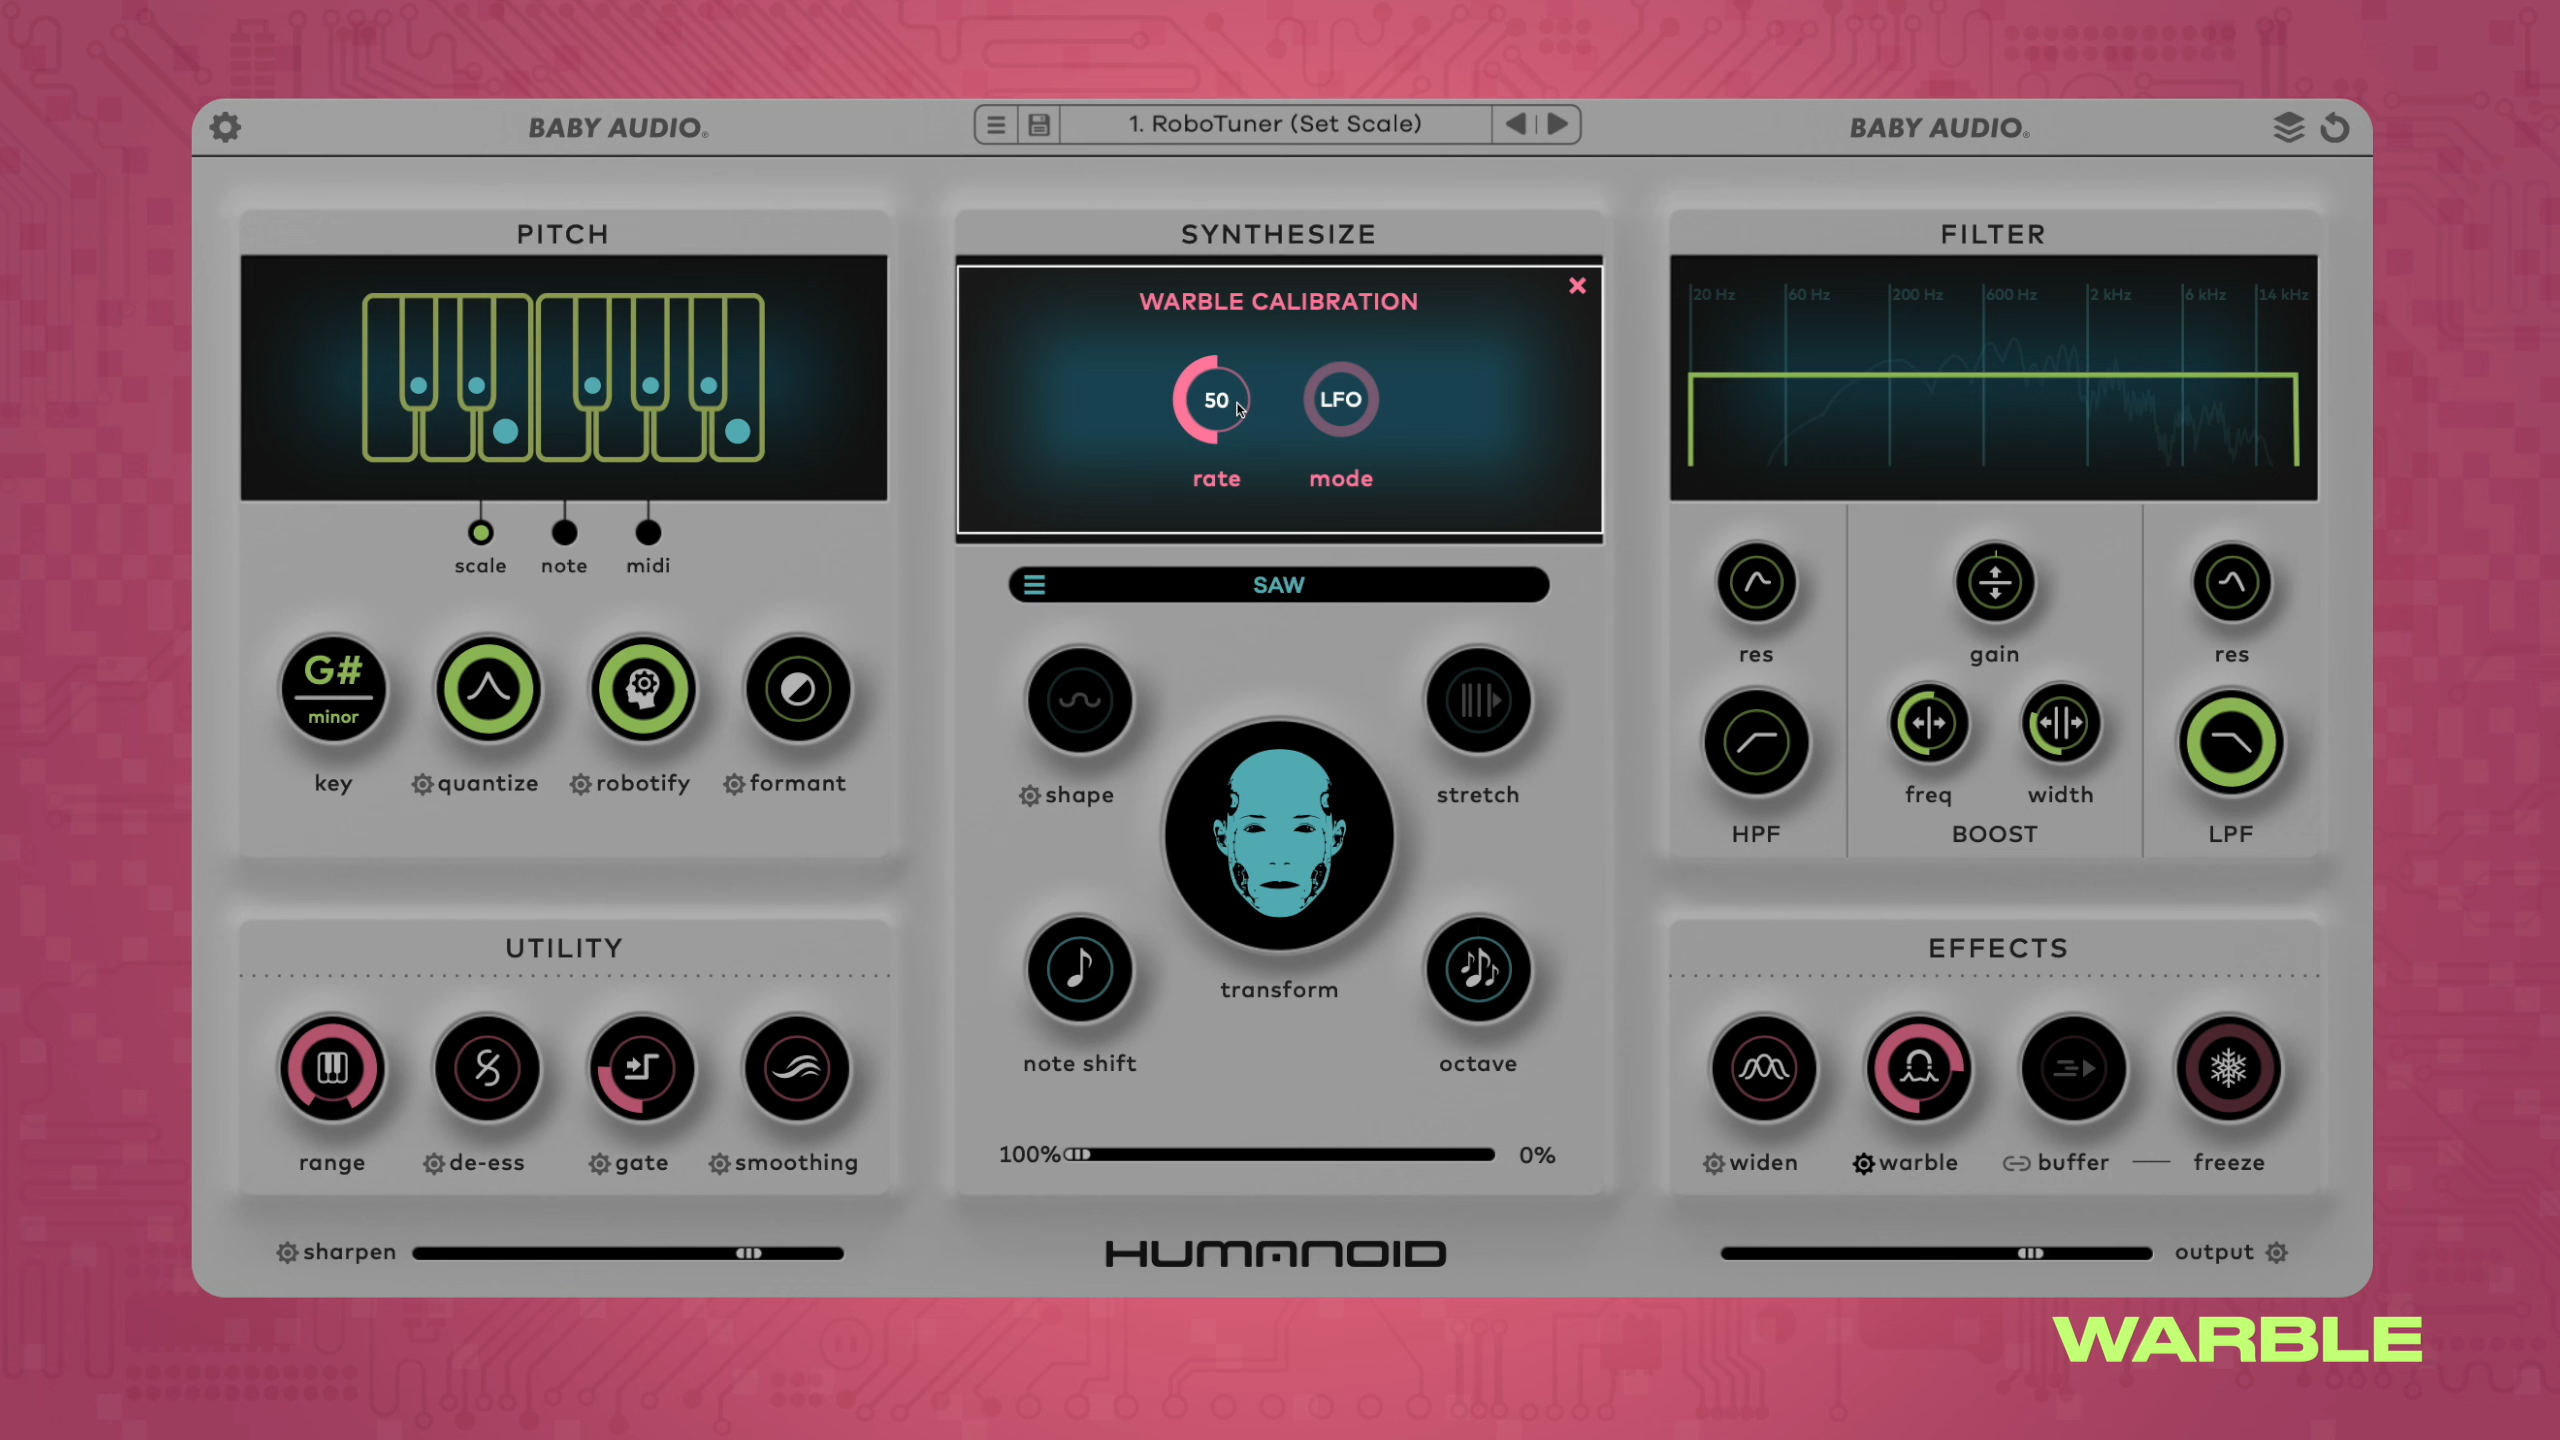 BABY AUDIO®
1. RoboTuner (Set Scale)
BABY AUDIO®
PITCH
scale note midi
G#
minor
key quantize robotify formant
UTILITY
range de-ess gate smoothing
sharpen
SYNTHESIZE
WARBLE CALIBRATION
50 LFO
rate mode
SAW
shape stretch
transform
note shift octave
100% 0%
HUMANOID
FILTER
20 Hz 60 Hz 200 Hz 600 Hz 2 kHz 6 kHz 14 kHz
res gain res
freq width
HPF BOOST LPF
EFFECTS
widen warble buffer freeze
output
WARBLE